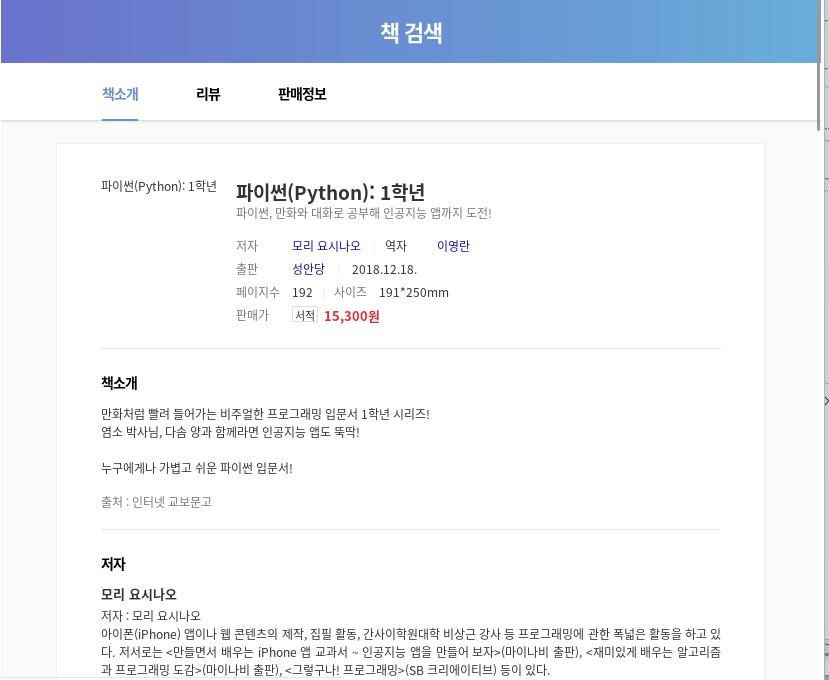 책 검색
책소개 리뷰 판매정보
파이썬(Python): 1학년
파이썬(Python): 1학년
파이썬, 만화와 대화로 공부해 인공지능 앱까지 도전!
저자 모리 요시나오 역자 이영란
출판 성안당 2018.12.18.
페이지수 192 사이즈 191*250mm
판매가 서적 15,300원
책소개
만화처럼 빨려 들어가는 비주얼한 프로그래밍 입문서 1학년 시리즈!
염소 박사님, 다솜 양과 함께라면 인공지능 앱도 뚝딱!
누구에게나 가볍고 쉬운 파이썬 입문서!
출처 : 인터넷 교보문고
저자
모리 요시나오
저자 : 모리 요시나오
아이폰(iPhone) 앱이나 웹 콘텐츠의 제작, 집필 활동, 간사이학원대학 비상근 강사 등 프로그래밍에 관한 폭넓은 활동을 하고 있
다. 저서로는 <만들면서 배우는 iPhone 앱 교과서 ~ 인공지능 앱을 만들어 보자>(마이나비 출판), <재미있게 배우는 알고리즘
과 프로그래밍 도감>(마이나비 출판), <그렇구나! 프로그래밍>(SB 크리에이티브) 등이 있다.